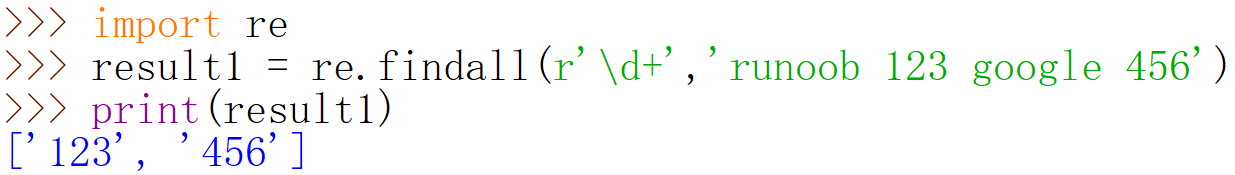 >>> import re
>>> result1 = re.findall(r'\d+','runoob 123 google 456')
>>> print(result1)
['123', '456']